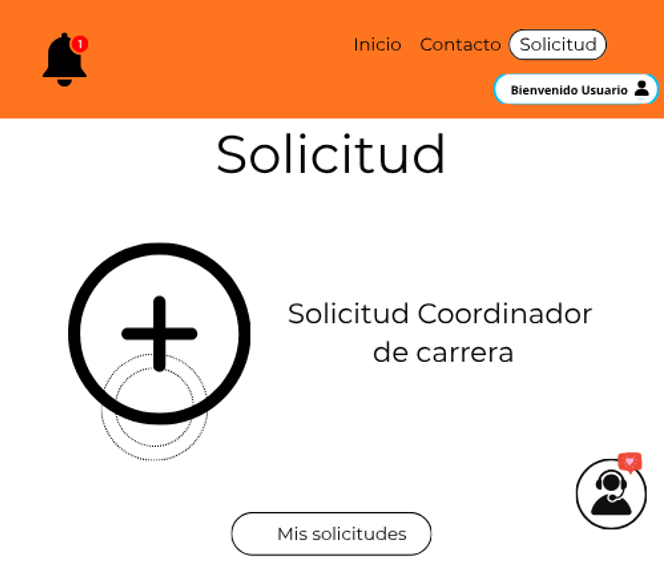 1
Inicio
Contacto
Solicitud
Bienvenido Usuario
Solicitud
Solicitud Coordinador
de carrera
Mis solicitudes